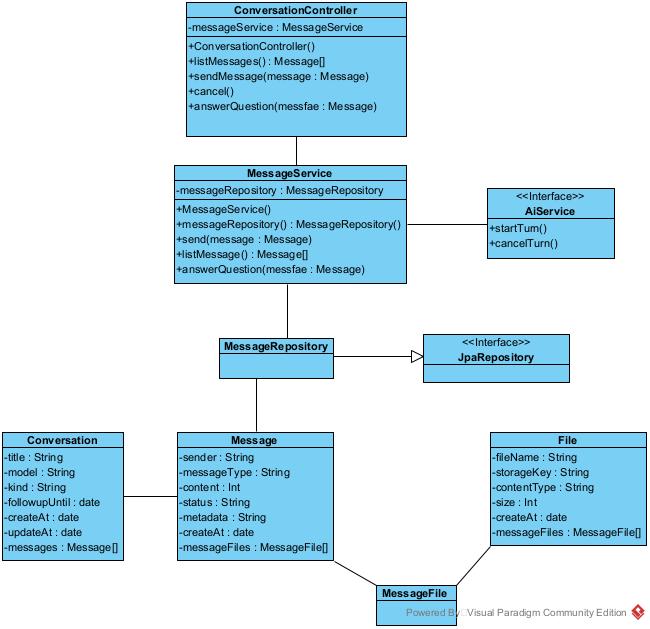 ConversationController
-messageService : MessageService
+ConversationController()
+listMessages() : Message[]
+sendMessage(message : Message)
+cancel()
+answerQuestion(messfae : Message)
MessageService
-messageRepository : MessageRepository
+MessageService()
+messageRepository() : MessageRepository()
+send(message : Message)
+listMessage() : Message[]
+answerQuestion(messfae : Message)
<<Interface>>
AiService
+startTurn()
+cancelTurn()
MessageRepository
<<Interface>>
JpaRepository
Conversation
-title : String
-model : String
-kind : String
-followupUntil : date
-createAt : date
-updateAt : date
-messages : Message[]
Message
-sender : String
-messageType : String
-content : Int
-status : String
-metadata : String
-createAt : date
-messageFiles : MessageFile[]
File
-fileName : String
-storageKey : String
-contentType : String
-size : Int
-createAt : date
-messageFiles : MessageFile[]
MessageFile
Powered By Visual Paradigm Community Edition